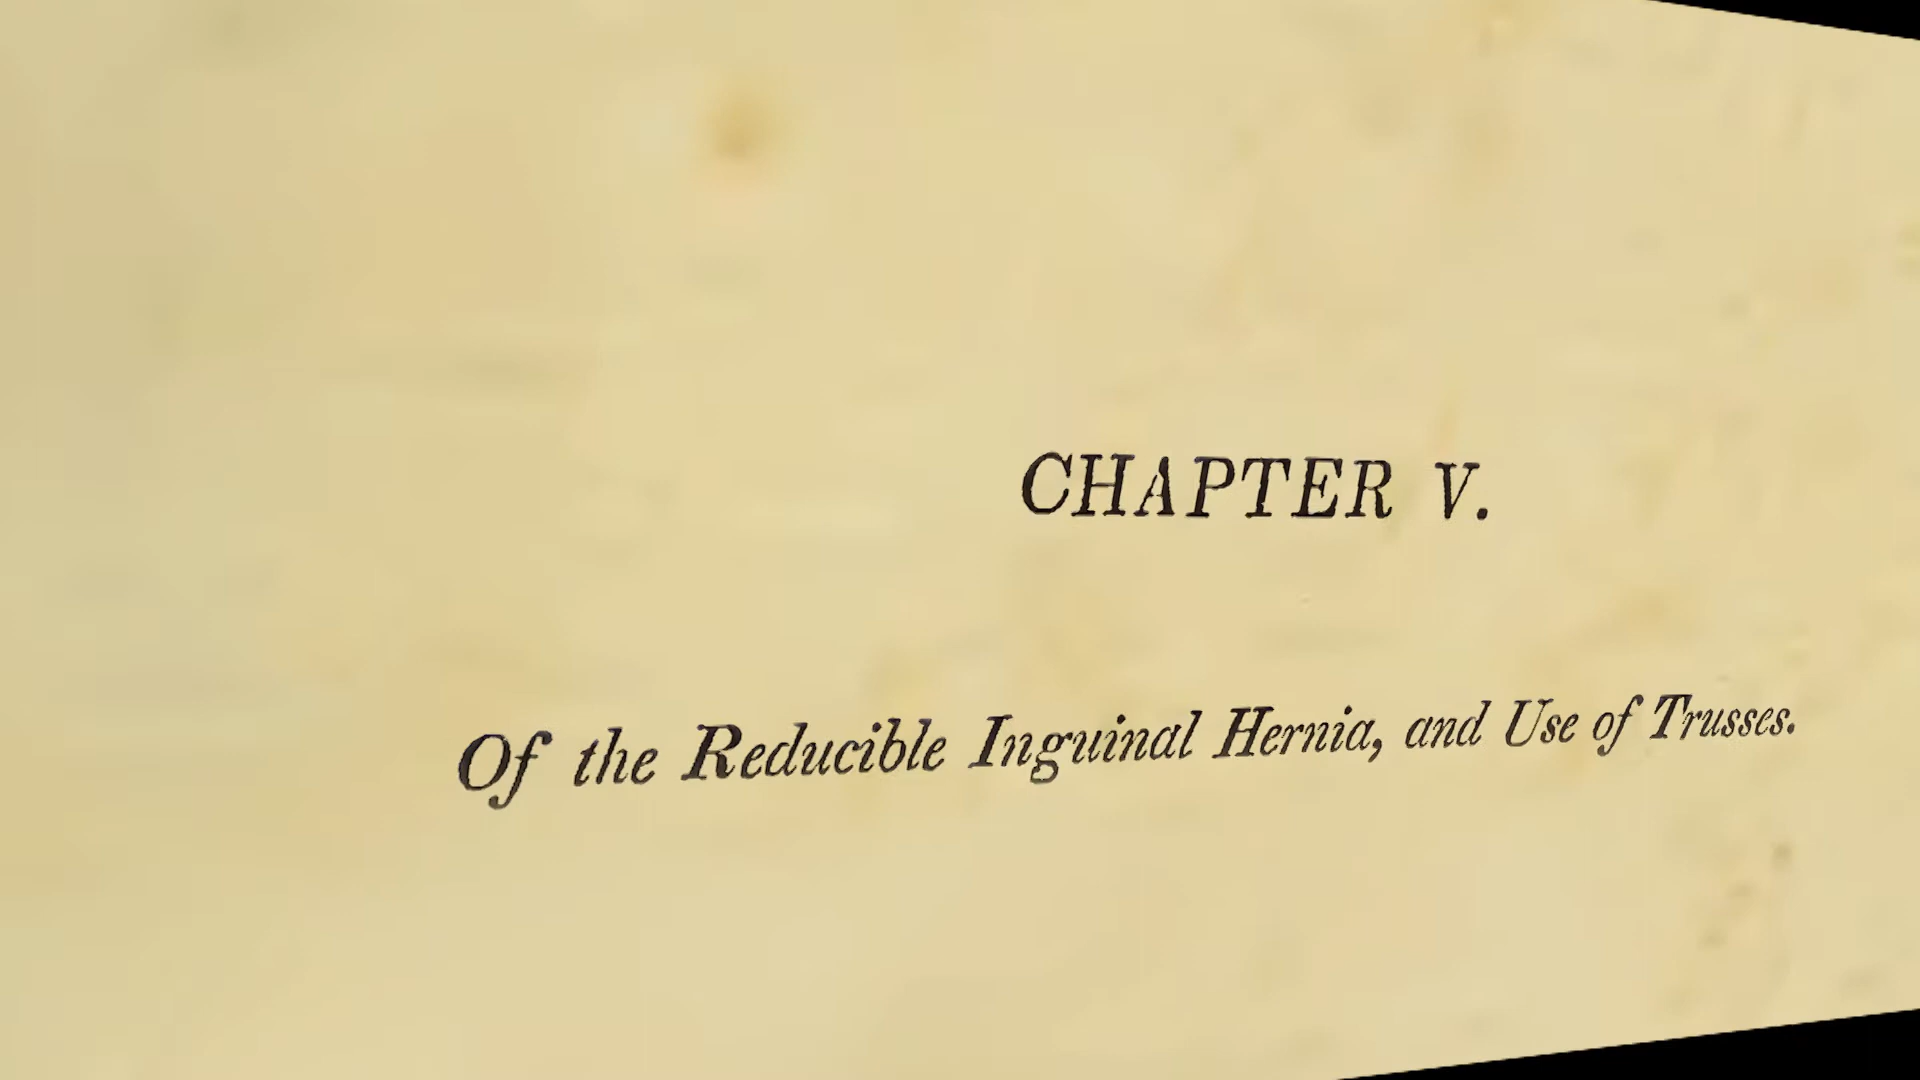 CHAPTER V.
Of the Reducible Inguinal Hernia, and Use of Trusses.